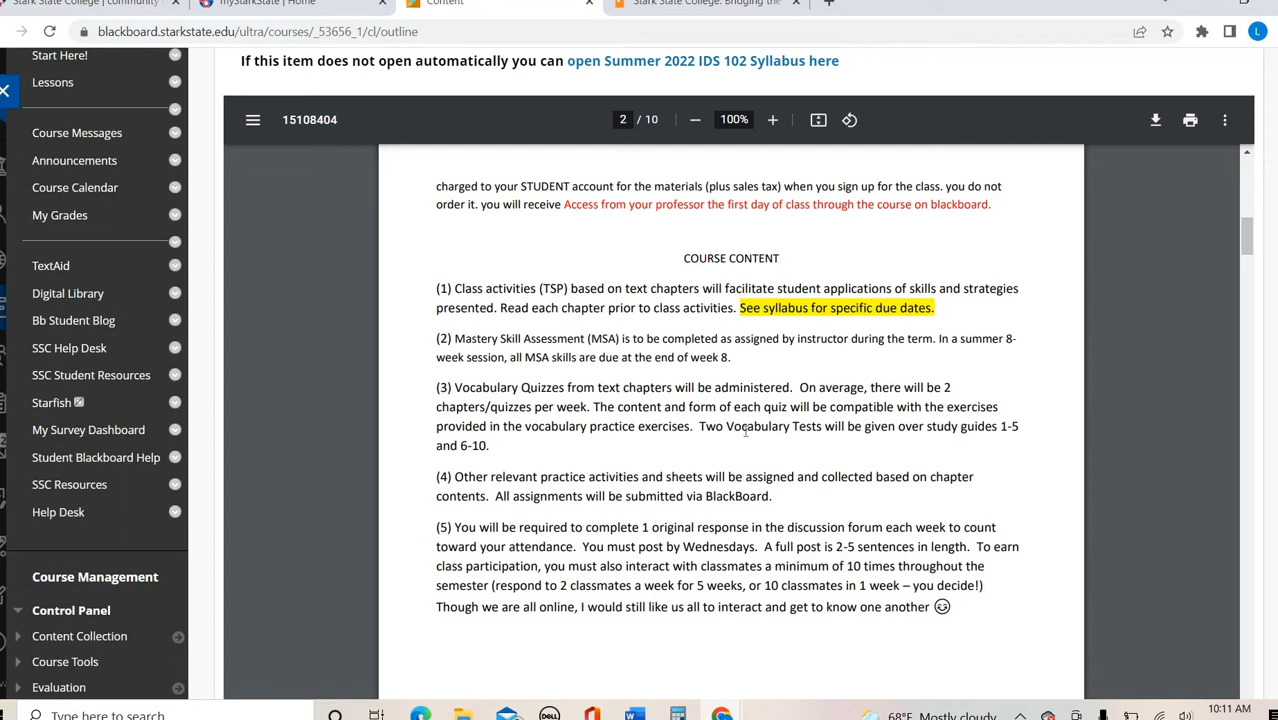 Stark State College | community
myStarkState | Home
Content
Stark State College: Bridging the
blackboard.starkstate.edu/ultra/courses/_53656_1/cl/outline
L
Start Here!
Lessons
Course Messages
Announcements
Course Calendar
My Grades
TextAid
Digital Library
Bb Student Blog
SSC Help Desk
SSC Student Resources
Starfish
My Survey Dashboard
Student Blackboard Help
SSC Resources
Help Desk
Course Management
Control Panel
Content Collection
Course Tools
Evaluation
If this item does not open automatically you can open Summer 2022 IDS 102 Syllabus here
15108404
2 / 10
100%
charged to your STUDENT account for the materials (plus sales tax) when you sign up for the class. you do not
order it. you will receive Access from your professor the first day of class through the course on blackboard.
COURSE CONTENT
(1) Class activities (TSP) based on text chapters will facilitate student applications of skills and strategies
presented. Read each chapter prior to class activities. See syllabus for specific due dates.
(2) Mastery Skill Assessment (MSA) is to be completed as assigned by instructor during the term. In a summer 8-
week session, all MSA skills are due at the end of week 8.
(3) Vocabulary Quizzes from text chapters will be administered. On average, there will be 2
chapters/quizzes per week. The content and form of each quiz will be compatible with the exercises
provided in the vocabulary practice exercises. Two Vocabulary Tests will be given over study guides 1-5
and 6-10.
(4) Other relevant practice activities and sheets will be assigned and collected based on chapter
contents. All assignments will be submitted via BlackBoard.
(5) You will be required to complete 1 original response in the discussion forum each week to count
toward your attendance. You must post by Wednesdays. A full post is 2-5 sentences in length. To earn
class participation, you must also interact with classmates a minimum of 10 times throughout the
semester (respond to 2 classmates a week for 5 weeks, or 10 classmates in 1 week – you decide!)
Though we are all online, I would still like us all to interact and get to know one another
Type here to search
DELL
68°F Mostly cloudy
10:11 AM